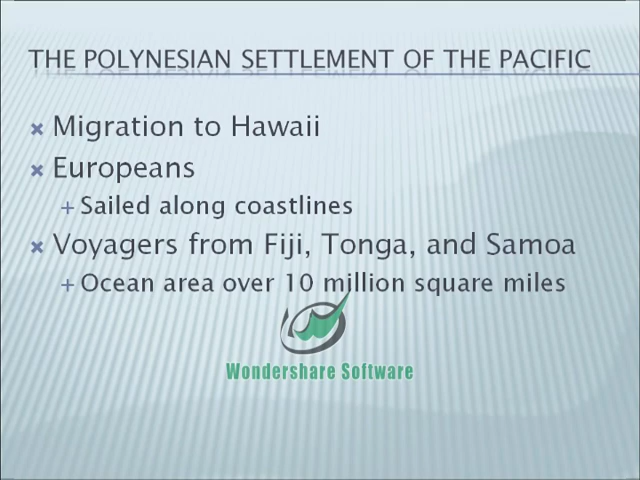 THE POLYNESIAN SETTLEMENT OF THE PACIFIC
Migration to Hawaii
Europeans
Sailed along coastlines
Voyagers from Fiji, Tonga, and Samoa
Ocean area over 10 million square miles
Wondershare Software